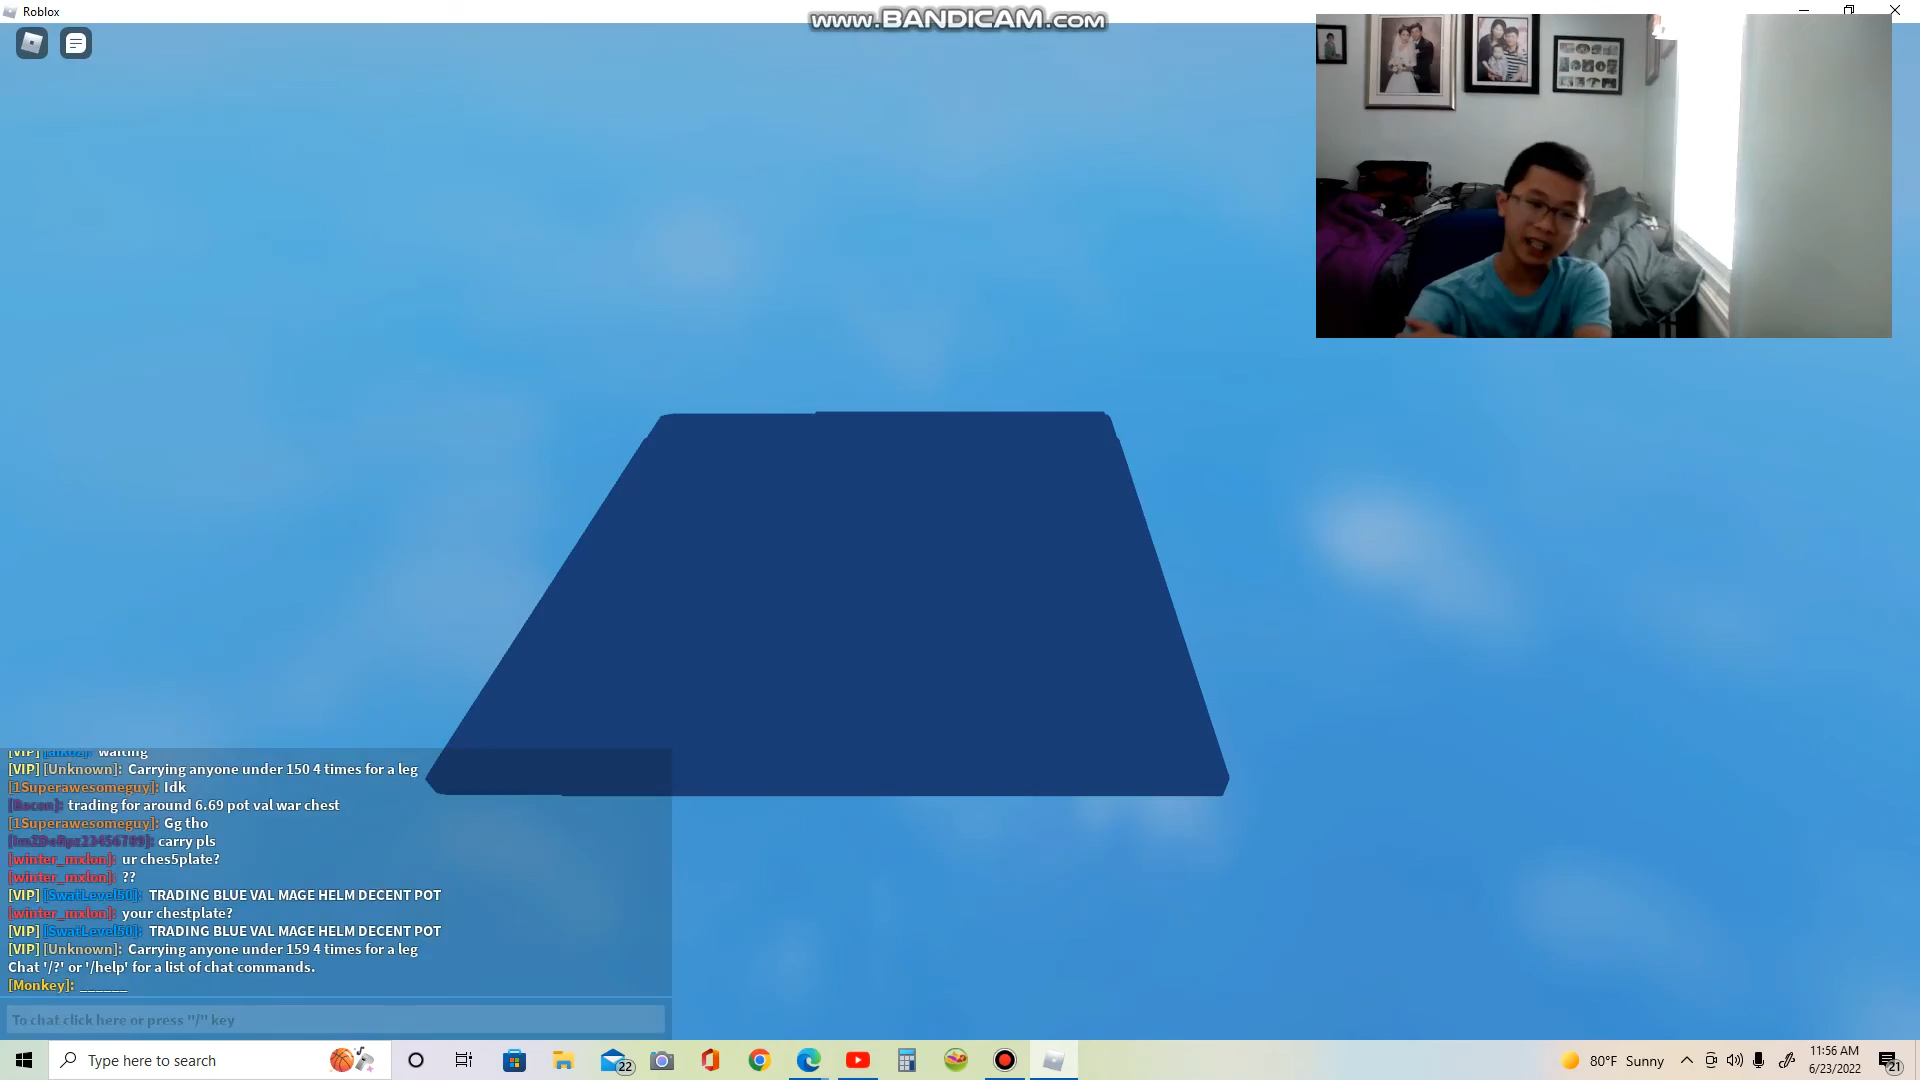 Roblox
www.BANDICAM.com
waiting
[VIP] [Unknown]: Carrying anyone under 150 4 times for a leg
[1Superawesomeguy]: Idk
[Bacon]: trading for around 6.69 pot val war chest
[1Superawesomeguy]: Gg tho
carry pls
[winter_mxlon]: ur ches5plate?
[winter_mxlon]: ??
[VIP] [SwatLevel50]: TRADING BLUE VAL MAGE HELM DECENT POT
[winter_mxlon]: your chestplate?
[VIP] [SwatLevel50]: TRADING BLUE VAL MAGE HELM DECENT POT
[VIP] [Unknown]: Carrying anyone under 159 4 times for a leg
Chat '/?' or '/help' for a list of chat commands.
[Monkey]: ______
To chat click here or press "/" key
Type here to search
22
80°F Sunny
11:56 AM
6/23/2022
21